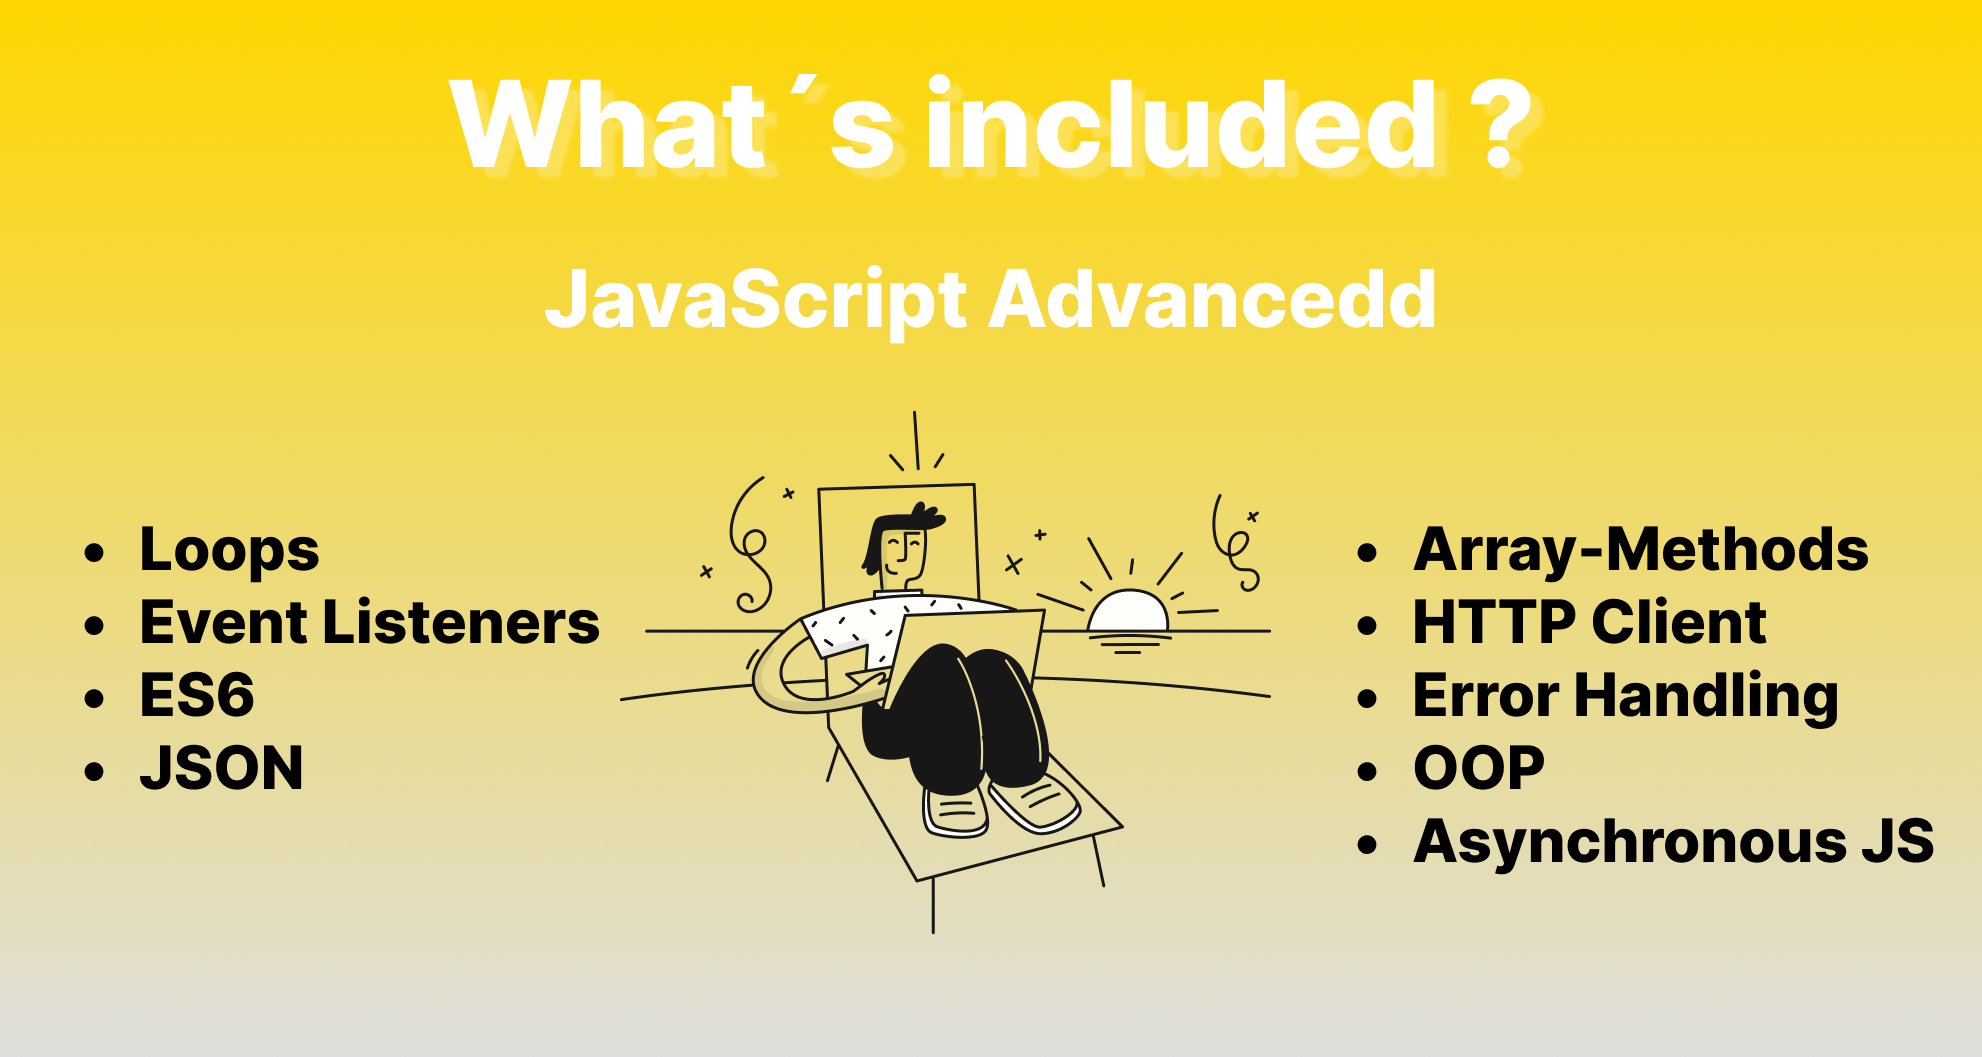 What´s included ?
JavaScript Advancedd
• Loops
• Event Listeners
• ES6
• JSON
• Array-Methods
• HTTP Client
• Error Handling
• OOP
• Asynchronous JS